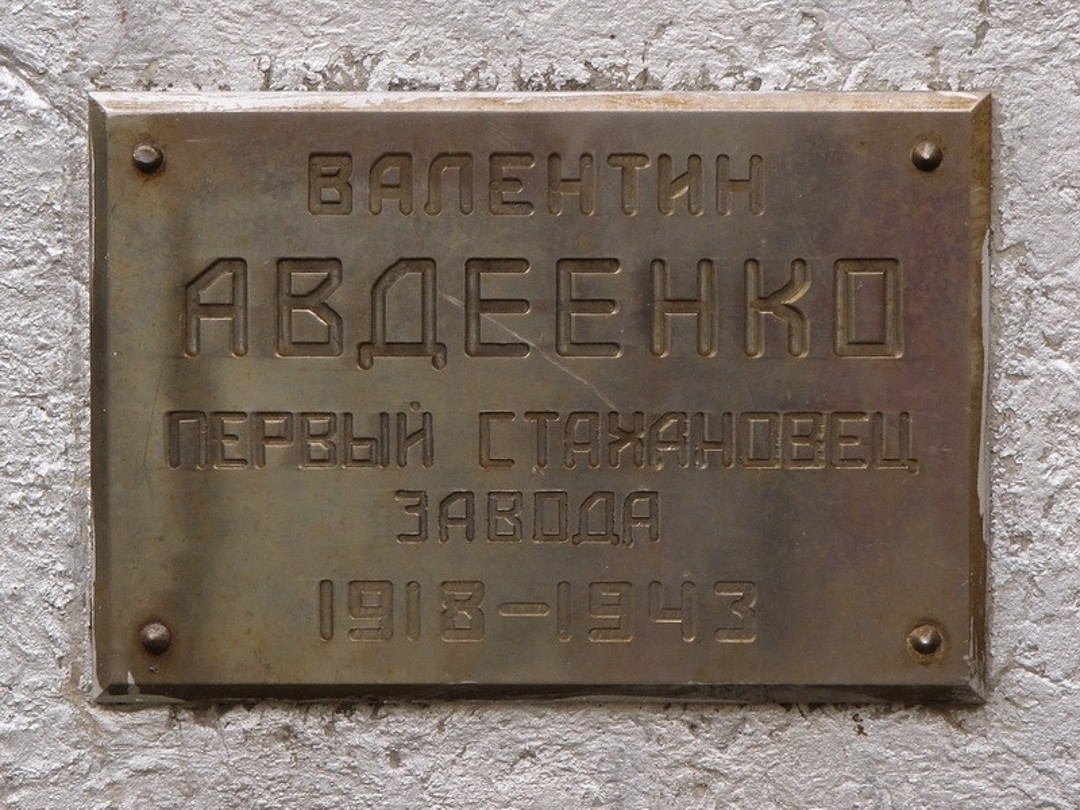 ВАЛЕНТИН
АВДЕЕНКО
ПЕРВЫЙ СТАХАНОВЕЦ
ЗАВОДА
1918-1943